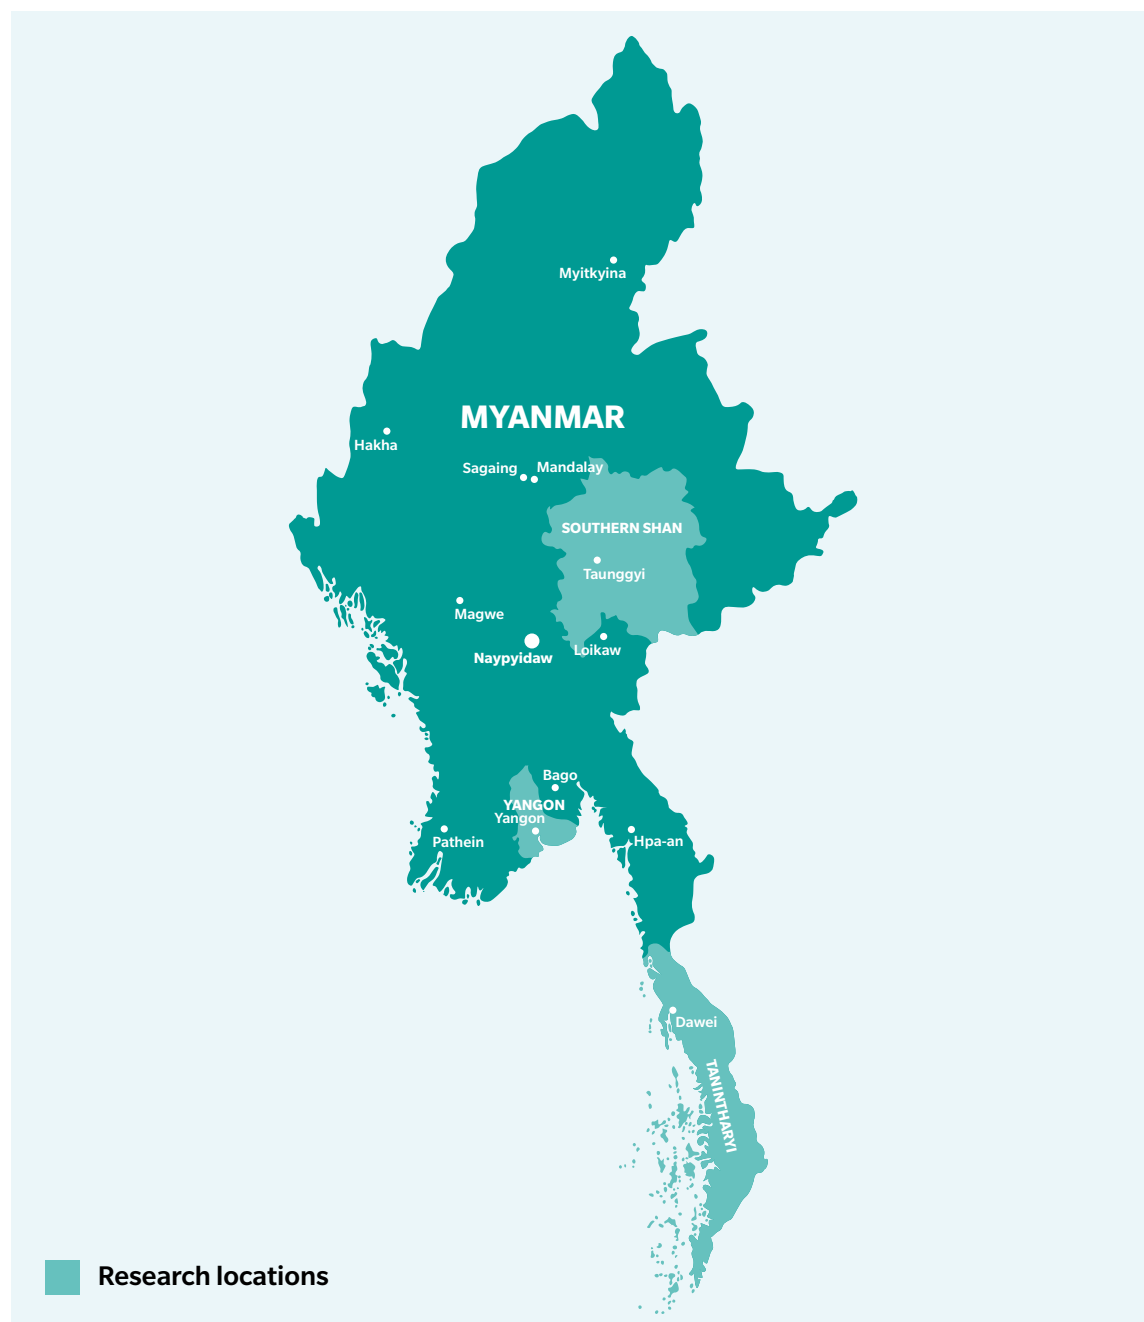 Myitkyina
MYANMAR
Hakha
Sagaing
Mandalay
SOUTHERN SHAN
Taunggyi
Magwe
Naypyidaw
Loikaw
Bago
YANGON
Yangon
Pathein
Hpa-an
Dawei
TANINTHARYI
Research locations